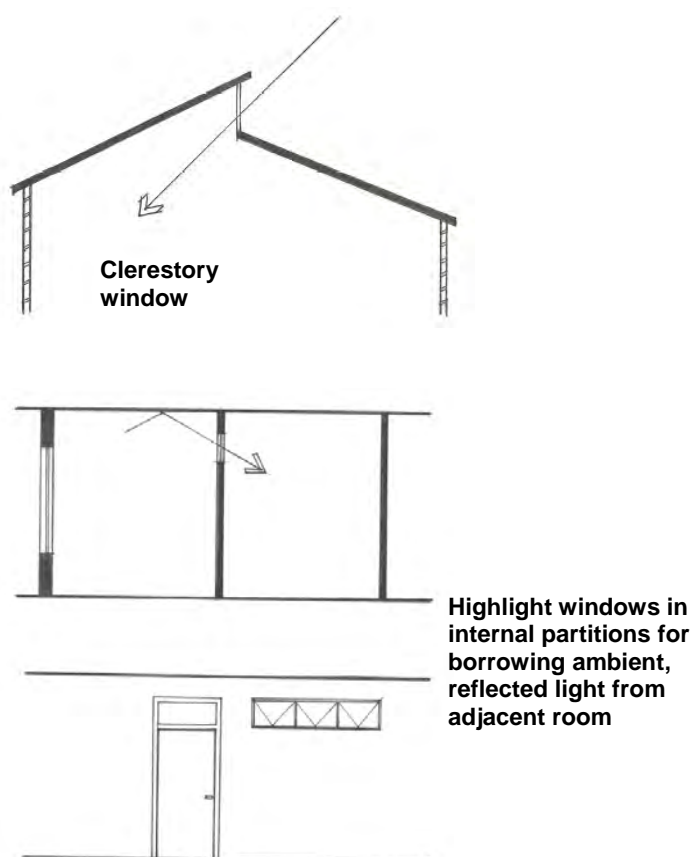 Clerestory
window
Highlight windows in
internal partitions for
borrowing ambient,
reflected light from
adjacent room